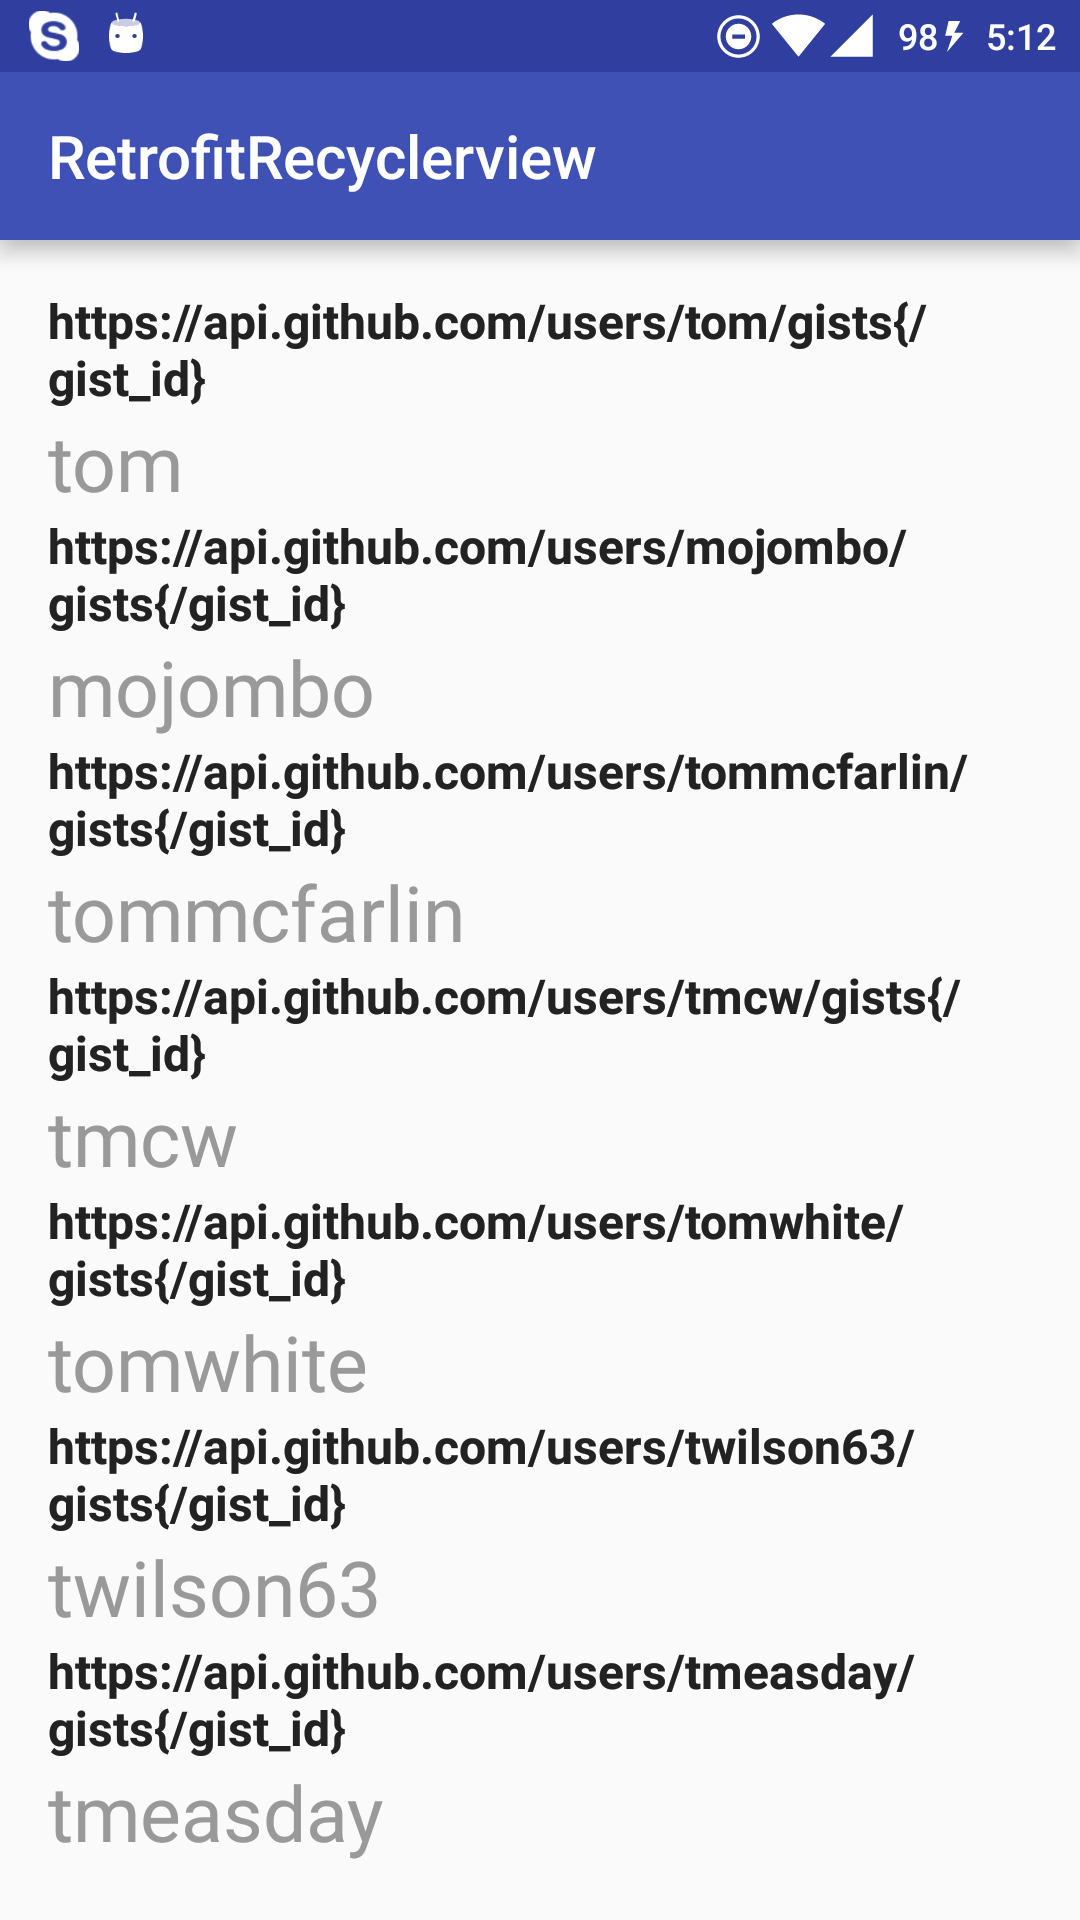 S 98 5:12
RetrofitRecyclerview
https://api.github.com/users/tom/gists{/
gist_id}
tom
https://api.github.com/users/mojombo/
gists{/gist_id}
mojombo
https://api.github.com/users/tommcfarlin/
gists{/gist_id}
tommcfarlin
https://api.github.com/users/tmcw/gists{/
gist_id}
tmcw
https://api.github.com/users/tomwhite/
gists{/gist_id}
tomwhite
https://api.github.com/users/twilson63/
gists{/gist_id}
twilson63
https://api.github.com/users/tmeasday/
gists{/gist_id}
tmeasday